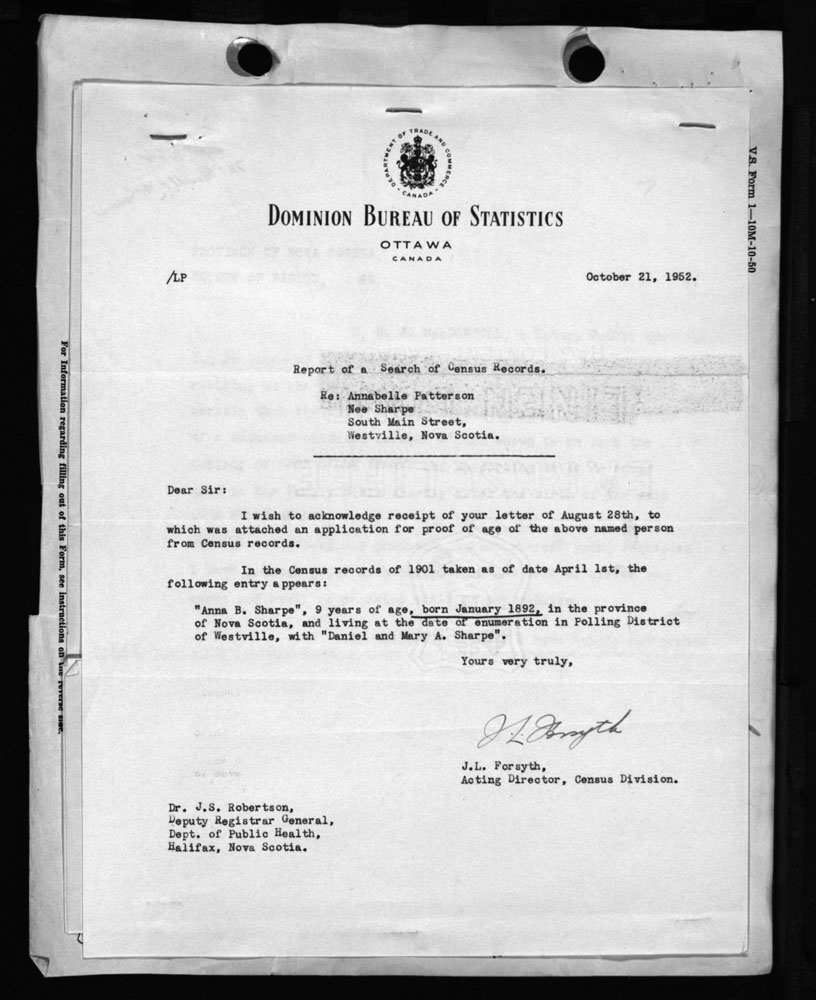 DEPARTMENT OF TRADE AND COMMERCE
CANADA
DOMINION BUREAU OF STATISTICS
OTTAWA
CANADA
/LP
October 21, 1952.
Report of a Search of Census Records.
Re: Annabelle Patterson
Nee Sharpe
South Main Street,
Westville, Nova Scotia.
Dear Sir:
I wish to acknowledge receipt of your letter of August 28th, to
which was attached an application for proof of age of the above named person
from Census records.
In the Census records of 1901 taken as of date April 1st, the
following entry appears:
"Anna B. Sharpe", 9 years of age, born January 1892, in the province
of Nova Scotia, and living at the date of enumeration in Polling District
of Westville, with "Daniel and Mary A. Sharpe".
Yours very truly,
J L. Forsyth
J.L. Forsyth,
Acting Director, Census Division.
Dr. J.S. Robertson,
Deputy Registrar General,
Dept. of Public Health,
Halifax, Nova Scotia.
V.S. Form 1—10M-10-50
For Information regarding filling out of this Form, see instructions on the reverse side.